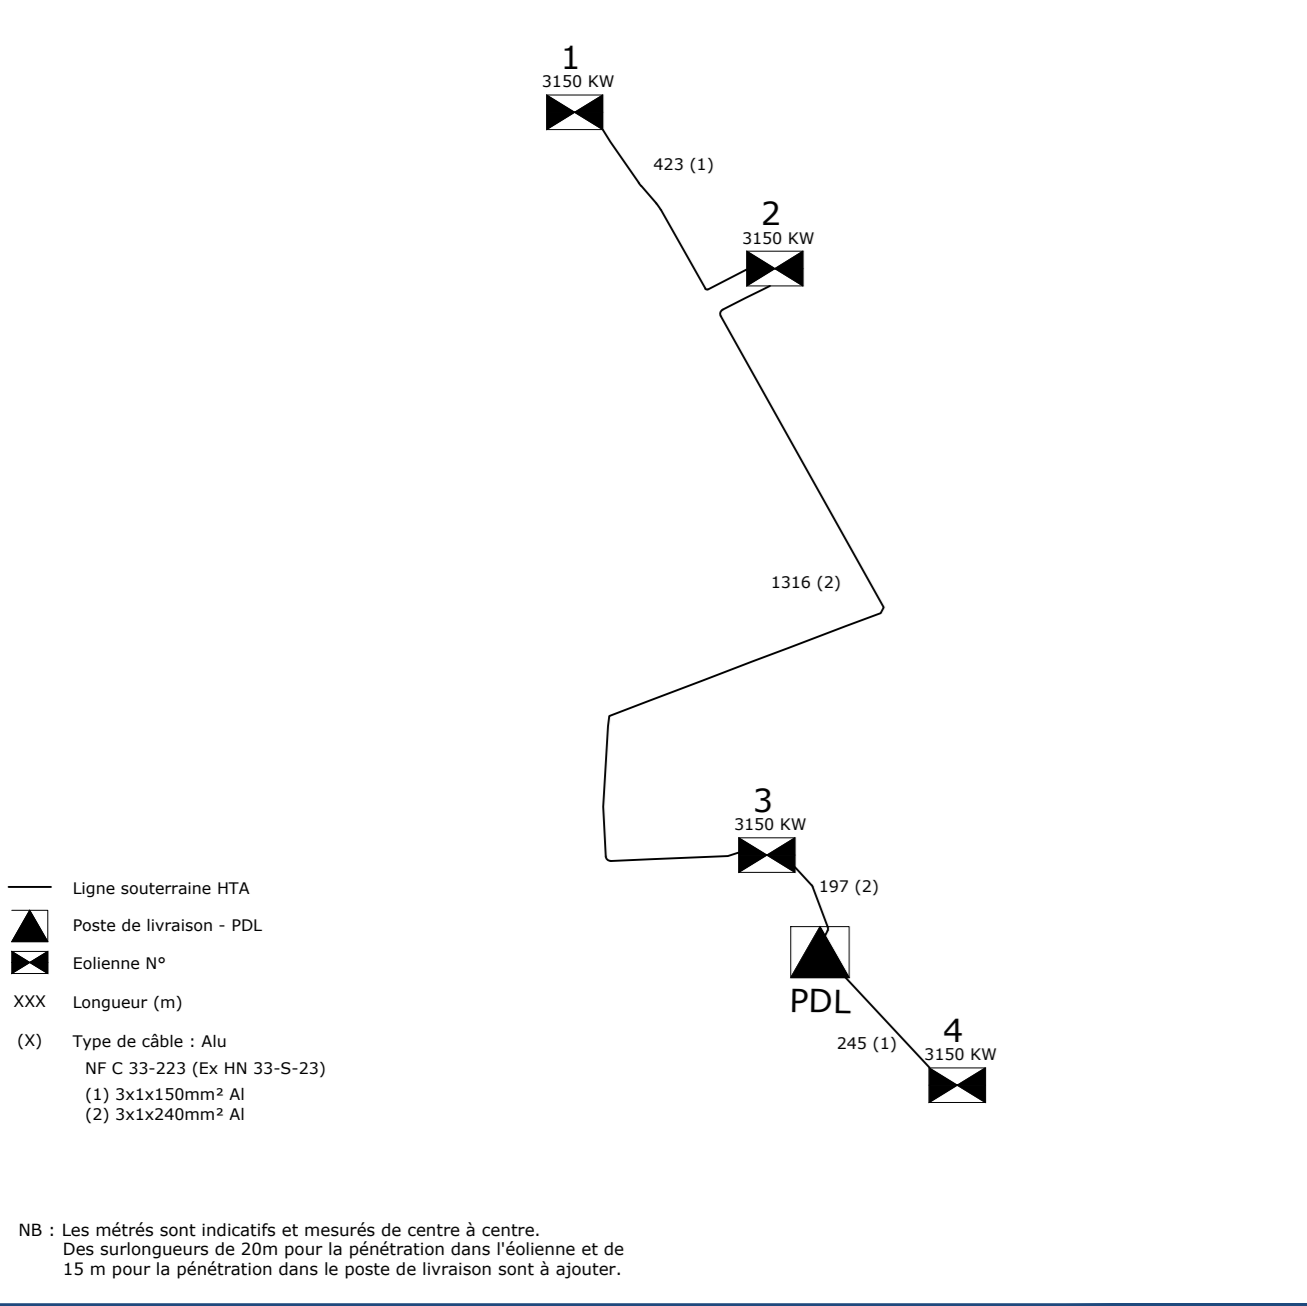 1
3150 KW
423 (1)
2
3150 KW
1316 (2)
3
3150 KW
197 (2)
PDL
245 (1)
4
3150 KW
Ligne souterraine HTA
Poste de livraison - PDL
Eolienne N°
XXX Longueur (m)
(X) Type de câble : Alu
NF C 33-223 (Ex HN 33-S-23)
(1) 3x1x150mm² Al
(2) 3x1x240mm² Al
NB : Les métrés sont indicatifs et mesurés de centre à centre.
Des surlongueurs de 20m pour la pénétration dans l'éolienne et de
15 m pour la pénétration dans le poste de livraison sont à ajouter.